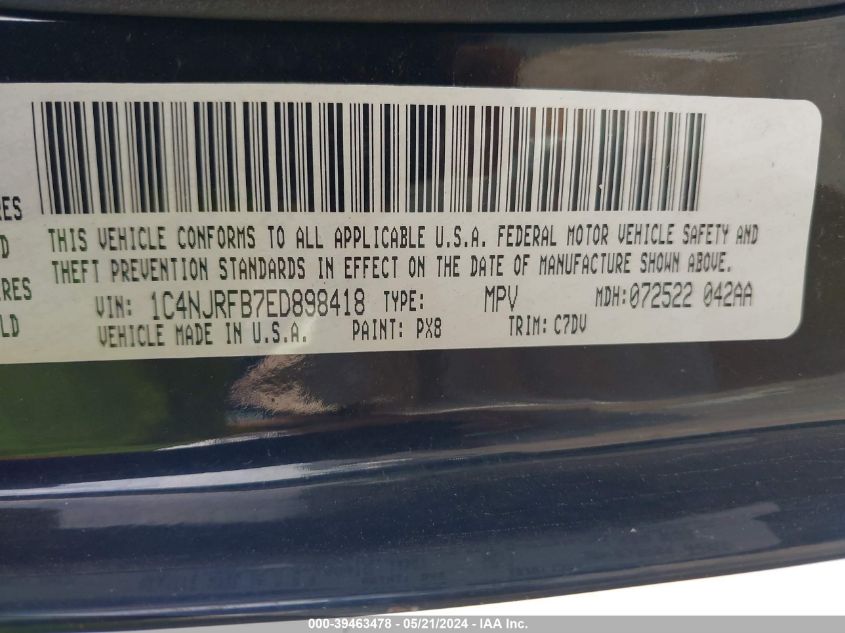 RES
THIS VEHICLE CONFORMS TO ALL APPLICABLE U.S.A. FEDERAL MOTOR VEHICLE SAFETY AND
D
THEFT PREVENTION STANDARDS IN EFFECT ON THE DATE OF MANUFACTURE SHOWN ABOVE.
IRES
VIN: 1C4NJRFB7ED898418 TYPE: MPV MDH:072522 042AA
LD
VEHICLE MADE IN U.S.A. PAINT: PX8 TRIM: C7DV
000-39463478 - 05/21/2024 - IAA, Inc.